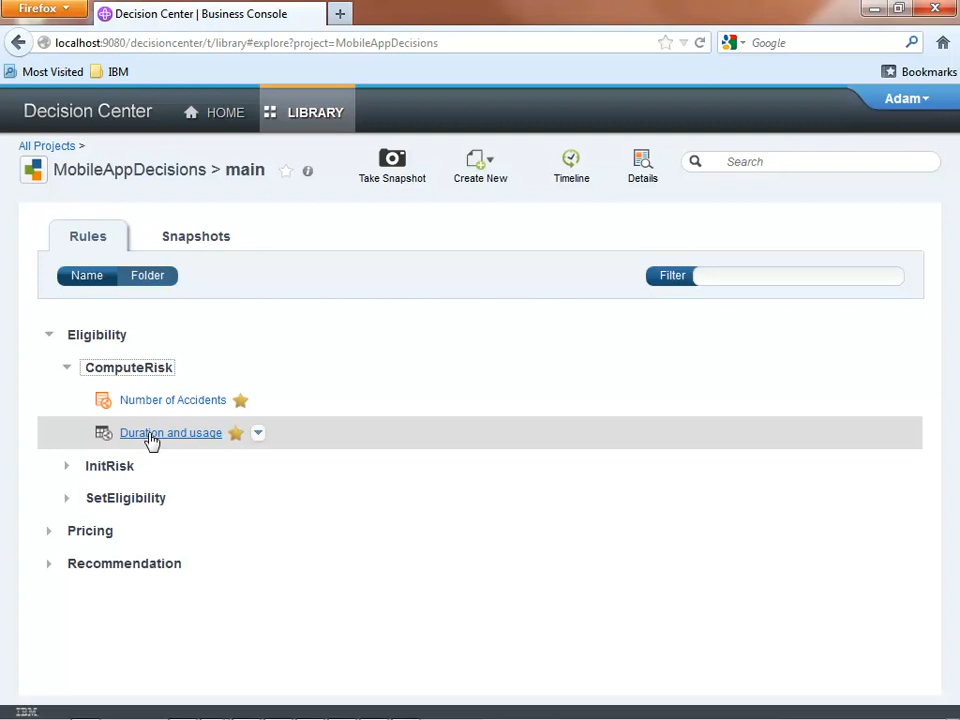 Firefox
Decision Center | Business Console
localhost:9080/decisioncenter/t/library#explore?project=MobileAppDecisions
Google
Most Visited
IBM
Bookmarks
Decision Center
HOME
LIBRARY
Adam
All Projects >
MobileAppDecisions > main
Take Snapshot
Create New
Timeline
Details
Search
Rules
Snapshots
Name
Folder
Filter
Eligibility
ComputeRisk
Number of Accidents
Duration and usage
InitRisk
SetEligibility
Pricing
Recommendation
IBM